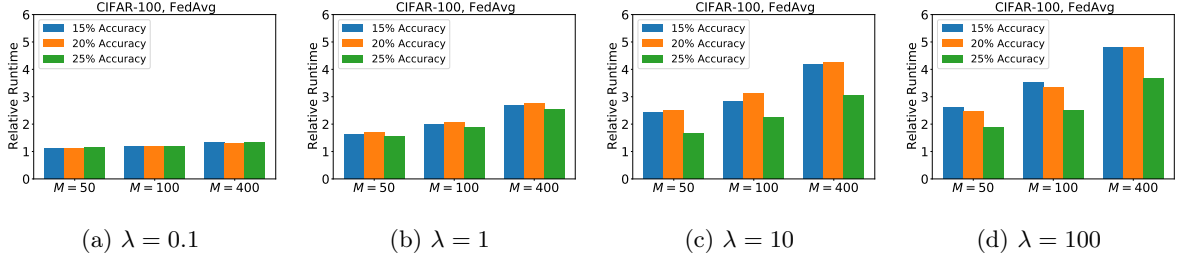 CIFAR-100, FedAvg
6
5
4
3
2
1
0
Relative Runtime
15% Accuracy
20% Accuracy
25% Accuracy
M = 50
M = 100
M = 400
(a) λ = 0.1
CIFAR-100, FedAvg
6
5
4
3
2
1
0
Relative Runtime
15% Accuracy
20% Accuracy
25% Accuracy
M = 50
M = 100
M = 400
(b) λ = 1
CIFAR-100, FedAvg
6
5
4
3
2
1
0
Relative Runtime
15% Accuracy
20% Accuracy
25% Accuracy
M = 50
M = 100
M = 400
(c) λ = 10
CIFAR-100, FedAvg
6
5
4
3
2
1
0
Relative Runtime
15% Accuracy
20% Accuracy
25% Accuracy
M = 50
M = 100
M = 400
(d) λ = 100